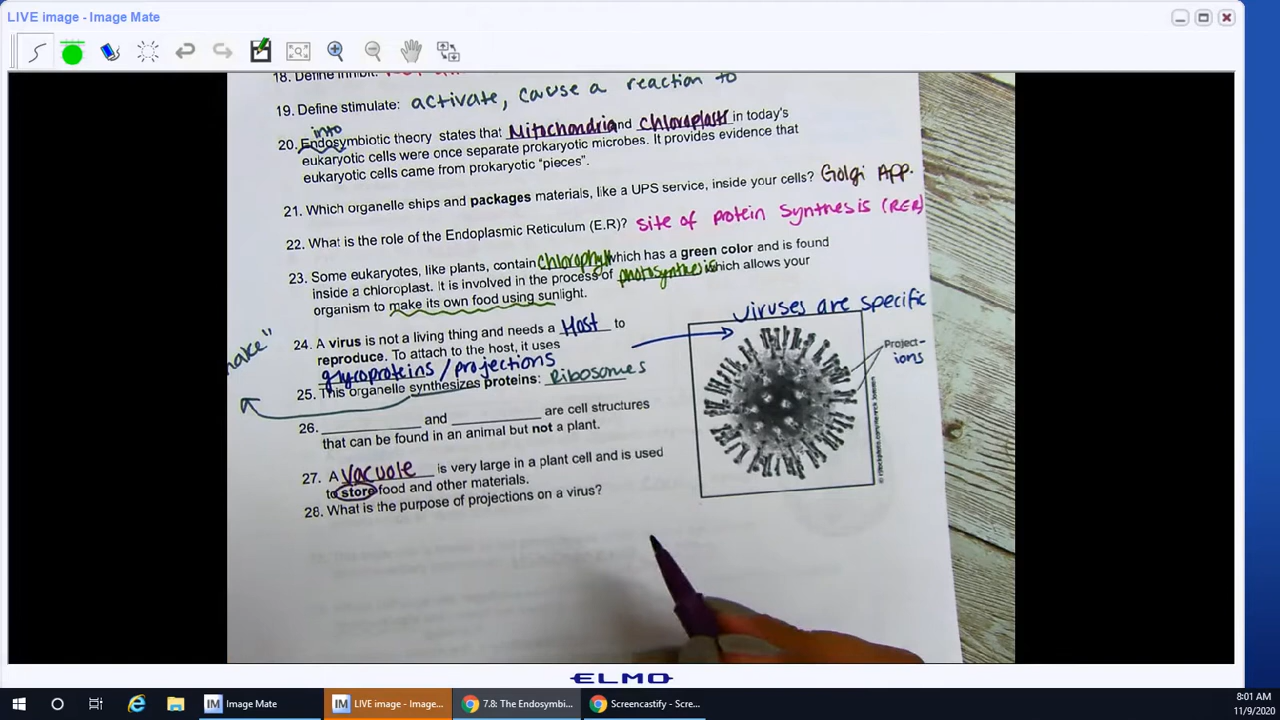 LIVE image - Image Mate
18. Define inhibit:
19. Define stimulate: activate, cause a reaction to
into
20. Endosymbiotic theory states that Mitochondria and chloroplasts in today's
eukaryotic cells were once separate prokaryotic microbes. It provides evidence that
eukaryotic cells came from prokaryotic "pieces".
21. Which organelle ships and packages materials, like a UPS service, inside your cells? Golgi App.
22. What is the role of the Endoplasmic Reticulum (E.R)? site of protein synthesis (RER)
23. Some eukaryotes, like plants, contain chlorophyll which has a green color and is found
inside a chloroplast. It is involved in the process of photosynthesis which allows your
organism to make its own food using sunlight.
viruses are specific
24. A virus is not a living thing and needs a Host to
reproduce. To attach to the host, it uses
glycoproteins / projections
make"
25. This organelle synthesizes proteins: Ribosomes
Project-
ions
26. ____________ and ____________ are cell structures
that can be found in an animal but not a plant.
27. A vacuole is very large in a plant cell and is used
to store food and other materials.
28. What is the purpose of projections on a virus?
ELMO
Image Mate
LIVE image - Image...
7.8: The Endosymbi...
Screencastify - Scre...
8:01 AM
11/9/2020